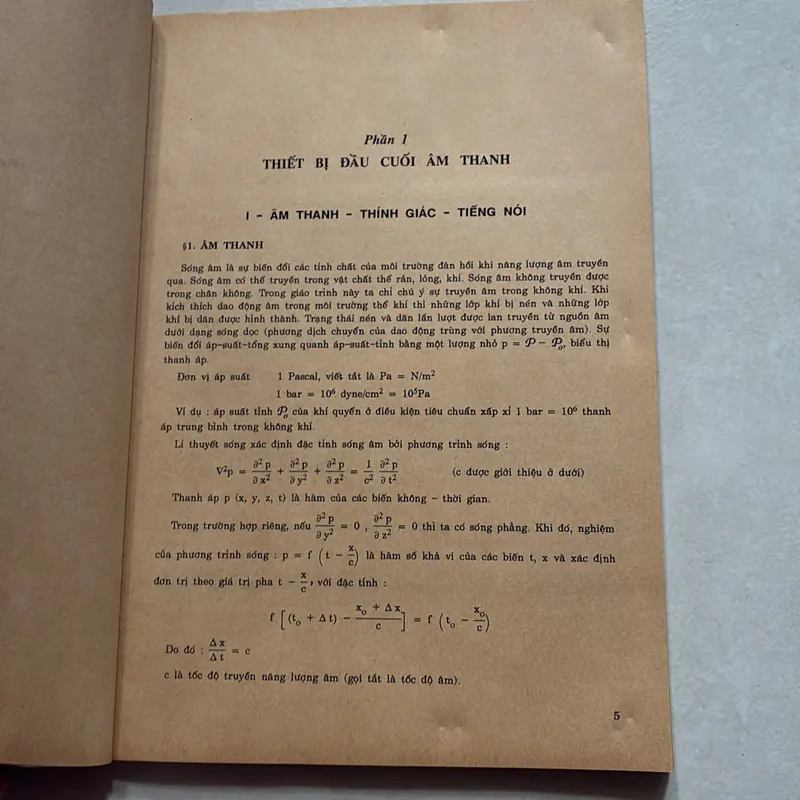 Phần 1
THIẾT BỊ ĐẦU CUỐI ÂM THANH
I - ÂM THANH - THÍNH GIÁC - TIẾNG NÓI
§1. ÂM THANH
Sóng âm là sự biến đổi các tính chất của môi trường đàn hồi khi năng lượng âm truyền
qua. Sóng âm có thể truyền trong vật chất thể rắn, lỏng, khí. Sóng âm không truyền được
trong chân không. Trong giáo trình này ta chỉ chú ý sự truyền âm trong không khí. Khi
kích thích dao động âm trong môi trường thể khí thì những lớp khí bị nén và những lớp
khí bị dãn được hình thành. Trạng thái nén và dãn lần lượt được lan truyền từ nguồn âm
dưới dạng sóng dọc (phương dịch chuyển của dao động trùng với phương truyền âm). Sự
biến đổi áp-suất-tổng xung quanh áp-suất-tĩnh bằng một lượng nhỏ p = 𝒫 - 𝒫₀, biểu thị
thanh áp.
Đơn vị áp suất 1 Pascal, viết tắt là Pa = N/m²
1 bar = 10⁶ dyne/cm² = 10⁵Pa
Ví dụ : áp suất tĩnh 𝒫₀ của khí quyển ở điều kiện tiêu chuẩn xấp xỉ 1 bar = 10⁶ thanh
áp trung bình trong không khí.
Lí thuyết sóng xác định đặc tính sóng âm bởi phương trình sóng :
∇²p = ∂²p/∂x² + ∂²p/∂y² + ∂²p/∂z² = 1/c² ∂²p/∂t² (c được giới thiệu ở dưới)
Thanh áp p (x, y, z, t) là hàm của các biến không - thời gian.
Trong trường hợp riêng, nếu ∂²p/∂y² = 0 , ∂²p/∂z² = 0 thì ta có sóng phẳng. Khi đó, nghiệm
của phương trình sóng : p = f (t - x/c) là hàm số khả vi của các biến t, x và xác định
đơn trị theo giá trị pha t - x/c, với đặc tính :
f [(t₀ + Δt) - (x₀ + Δx)/c] = f (t₀ - x₀/c)
Do đó : Δx/Δt = c
c là tốc độ truyền năng lượng âm (gọi tắt là tốc độ âm).
5